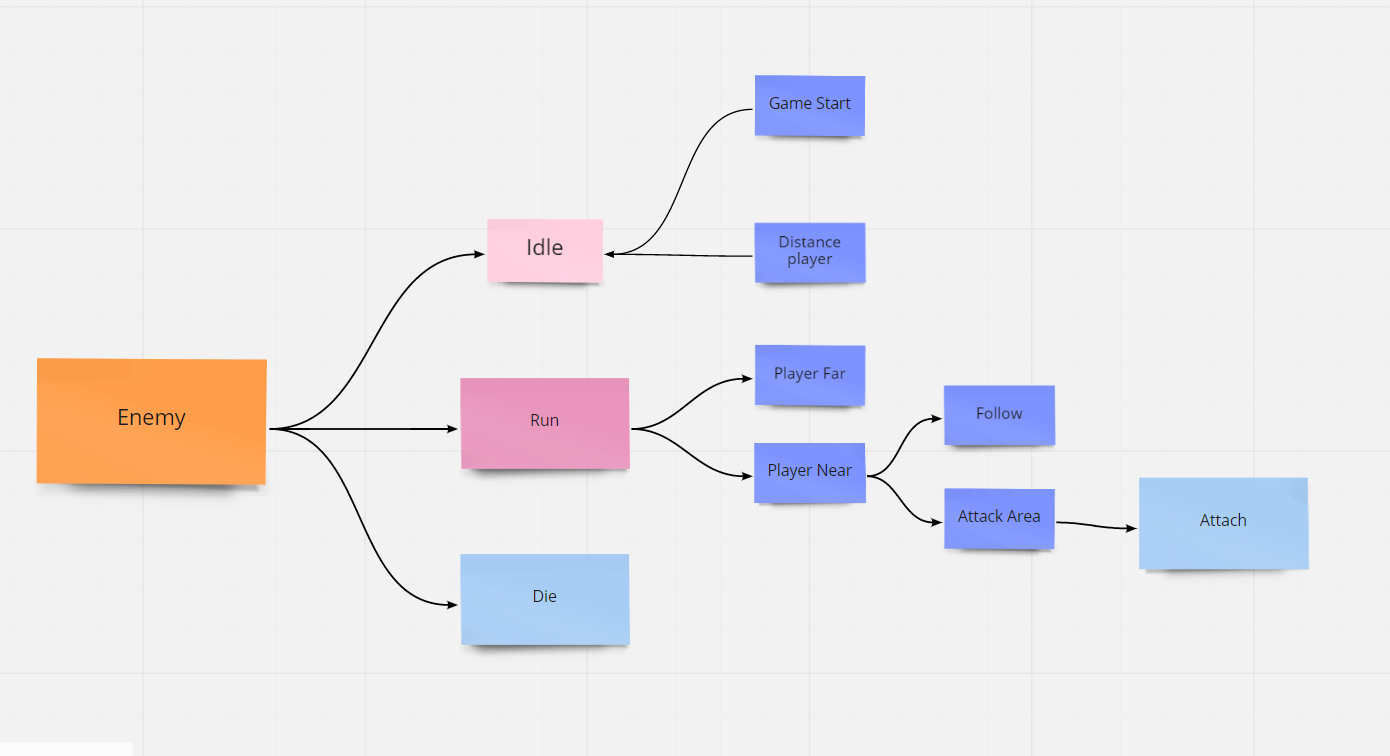 Game Start
Idle
Distance
player
Enemy
Run
Player Far
Player Near
Follow
Attack Area
Attach
Die